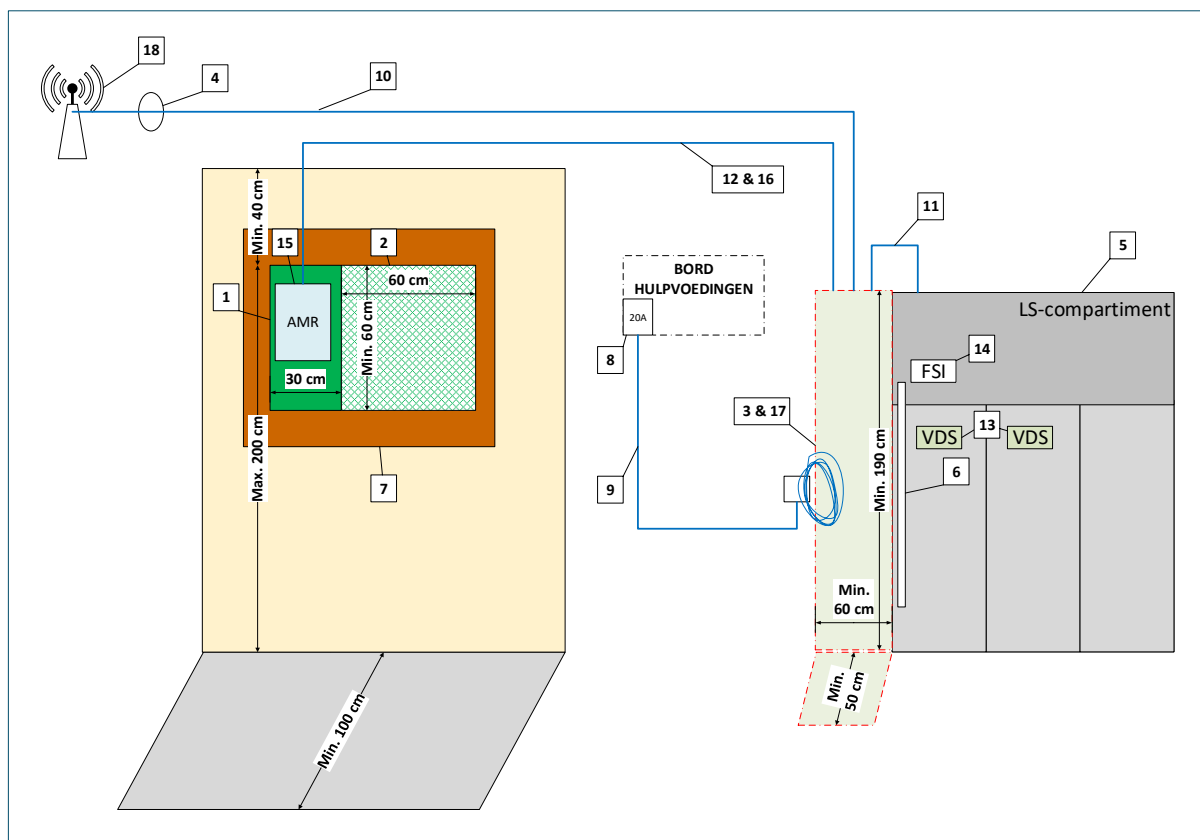 18
4
10
12 & 16
11
5
Min. 40 cm
15
2
BORD
HULPVOEDINGEN
LS-compartiment
1
60 cm
AMR
Min. 60 cm
20A
8
14
FSI
30 cm
3 & 17
13
VDS
VDS
Max. 200 cm
7
9
Min. 190 cm
6
Min.
60 cm
Min.
50 cm
Min. 100 cm